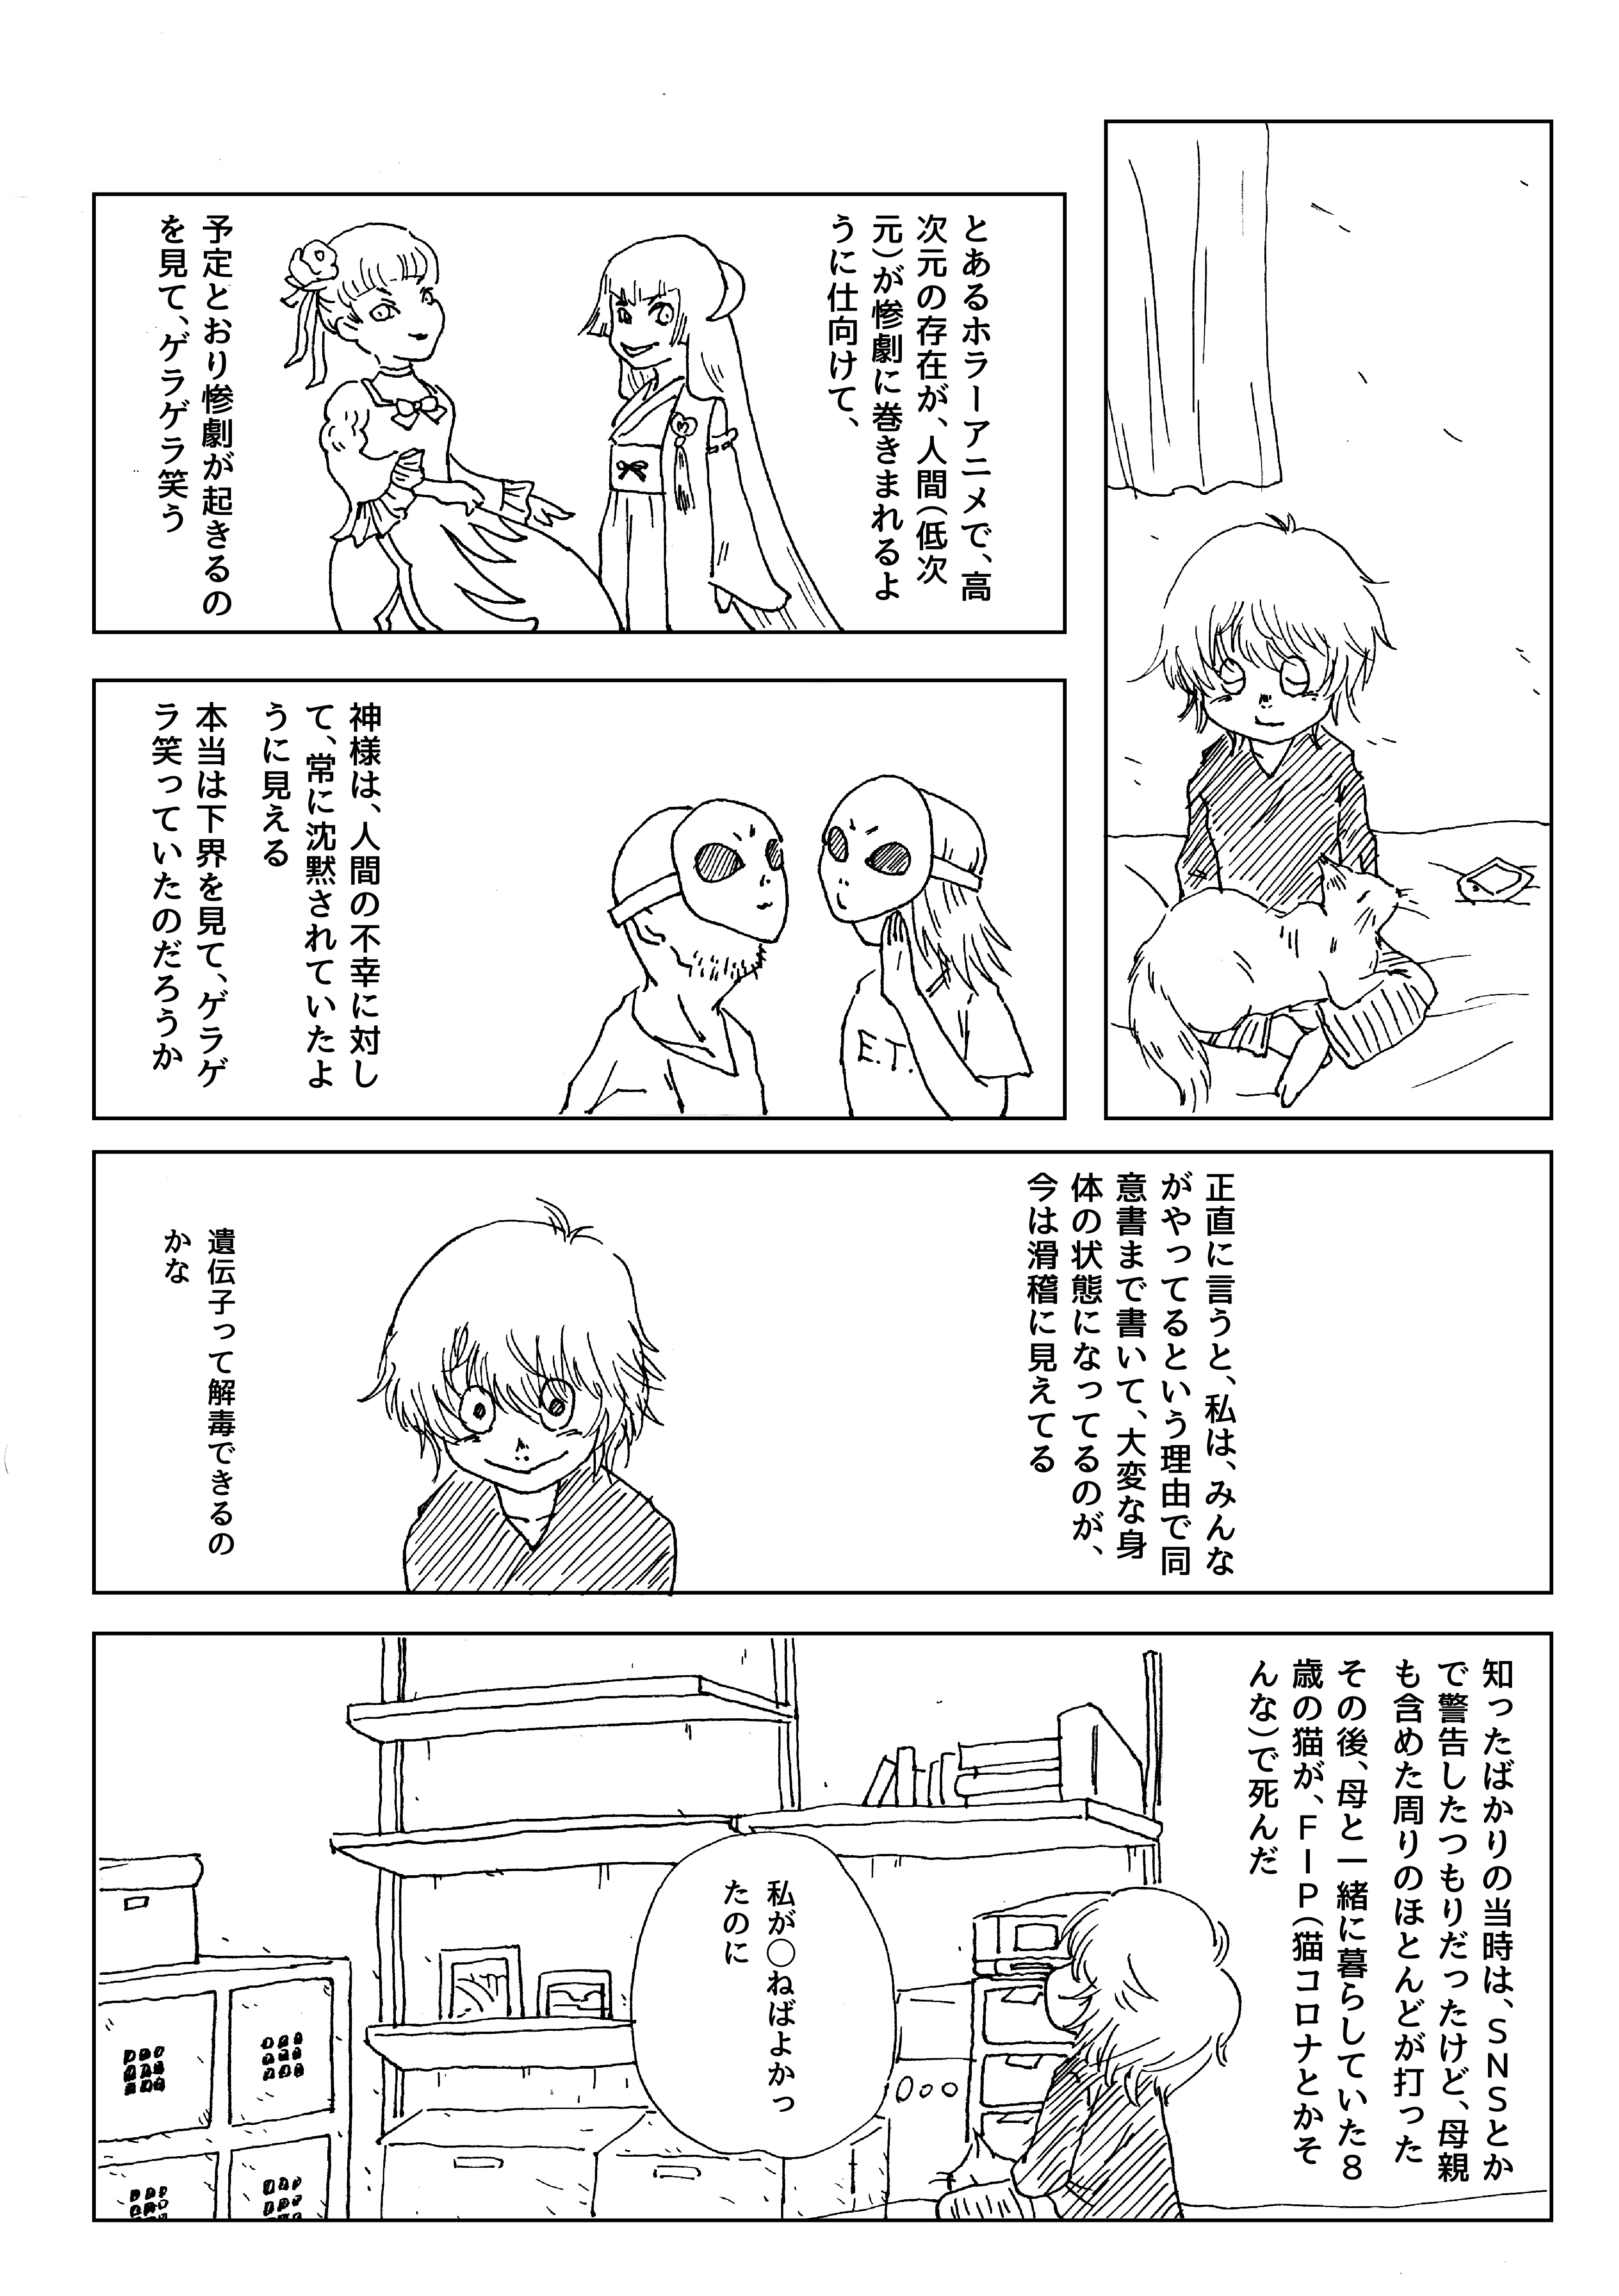 とあるホラーアニメで、高
次元の存在が、人間(低次
元)が惨劇に巻きまれるよ
うに仕向けて、
予定とおり惨劇が起きるの
を見て、ゲラゲラ笑う
E.T.
神様は、人間の不幸に対し
て、常に沈黙されていたよ
うに見える
本当は下界を見て、ゲラゲ
ラ笑っていたのだろうか
正直に言うと、私は、みんな
がやってるという理由で同
意書まで書いて、大変な身
体の状態になってるのが、
今は滑稽に見えてる
遺伝子って解毒できるの
かな
知ったばかりの当時は、SNSとか
で警告したつもりだったけど、母親
も含めた周りのほとんどが打った
その後、母と一緒に暮らしていた8
歳の猫が、FIP(猫コロナとかそ
んな)で死んだ
私が○ねばよかっ
たのに